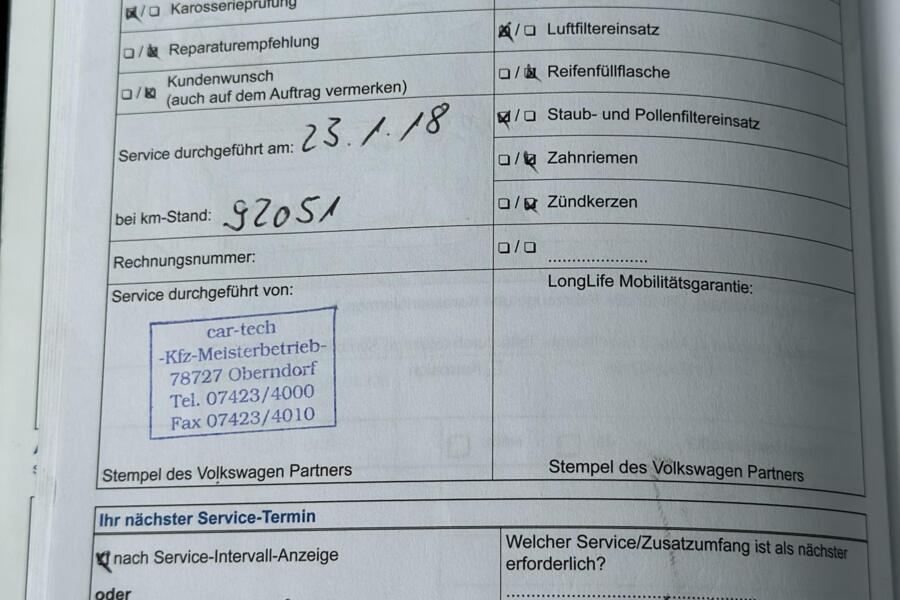 Karosserieprüfung
Reparaturempfehlung
Kundenwunsch
(auch auf dem Auftrag vermerken)
Service durchgeführt am: 23.1.18
bei km-Stand: 92051
Rechnungsnummer:
Service durchgeführt von:
car-tech
-Kfz-Meisterbetrieb-
78727 Oberndorf
Tel. 07423/4000
Fax 07423/4010
Stempel des Volkswagen Partners
Luftfiltereinsatz
Reifenfüllflasche
Staub- und Pollenfiltereinsatz
Zahnriemen
Zündkerzen
LongLife Mobilitätsgarantie:
Stempel des Volkswagen Partners
Ihr nächster Service-Termin
nach Service-Intervall-Anzeige
oder
Welcher Service/Zusatzumfang ist als nächster
erforderlich?